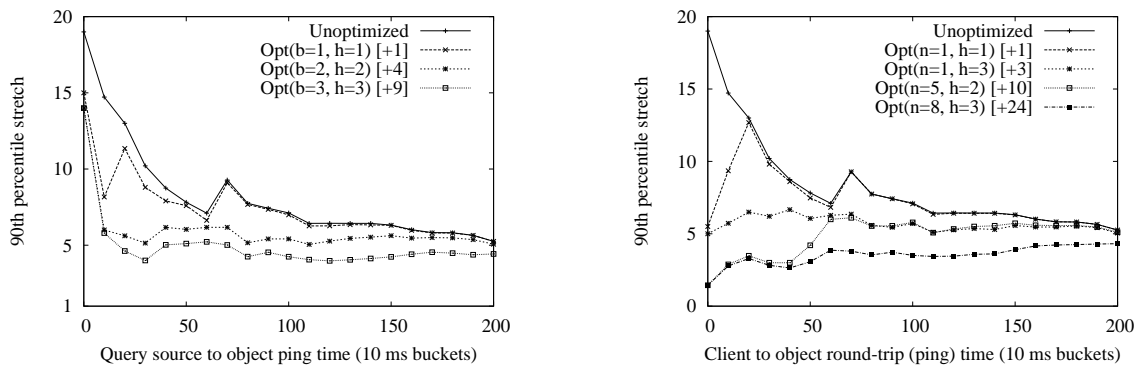 20
15
10
5
1
0
50
100
150
200
90th percentile stretch
Query source to object ping time (10 ms buckets)
Unoptimized
Opt(b=1, h=1) [+1]
Opt(b=2, h=2) [+4]
Opt(b=3, h=3) [+9]
20
15
10
5
0
0
50
100
150
200
90th percentile stretch
Client to object round-trip (ping) time (10 ms buckets)
Unoptimized
Opt(n=1, h=1) [+1]
Opt(n=1, h=3) [+3]
Opt(n=5, h=2) [+10]
Opt(n=8, h=3) [+24]